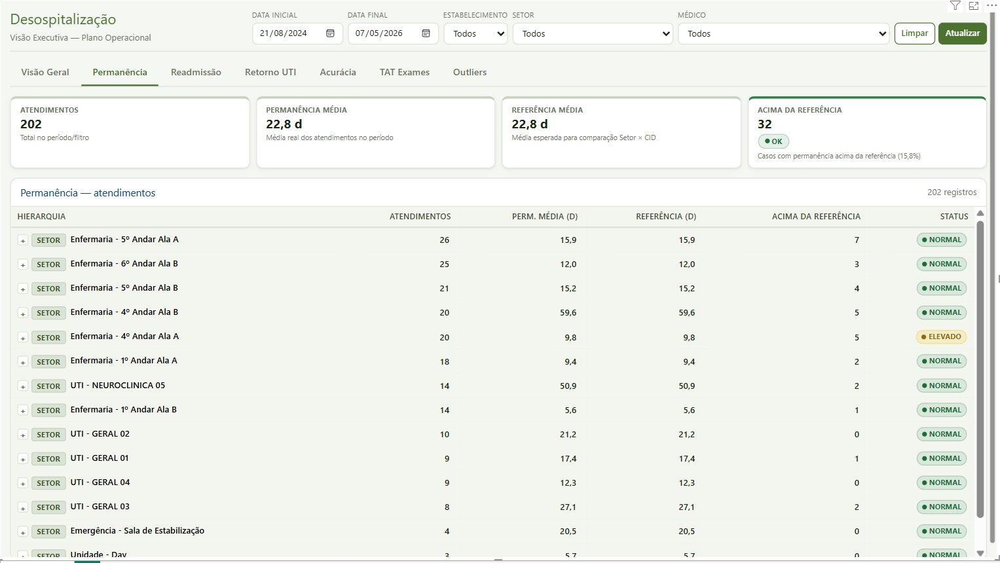 Desospitalização
Visão Executiva — Plano Operacional
DATA INICIAL
21/08/2024
DATA FINAL
07/05/2026
ESTABELECIMENTO
Todos
SETOR
Todos
MÉDICO
Todos
Limpar
Atualizar
Visão Geral Permanência Readmissão Retorno UTI Acurácia TAT Exames Outliers
ATENDIMENTOS
202
Total no período/filtro
PERMANÊNCIA MÉDIA
22,8 d
Média real dos atendimentos no período
REFERÊNCIA MÉDIA
22,8 d
Média esperada para comparação Setor × CID
ACIMA DA REFERÊNCIA
32
OK
Casos com permanência acima da referência (15,8%)
Permanência — atendimentos 202 registros
HIERARQUIA ATENDIMENTOS PERM. MÉDIA (D) REFERÊNCIA (D) ACIMA DA REFERÊNCIA STATUS
+ SETOR Enfermaria - 5º Andar Ala A 26 15,9 15,9 7 NORMAL
+ SETOR Enfermaria - 6º Andar Ala B 25 12,0 12,0 3 NORMAL
+ SETOR Enfermaria - 5º Andar Ala B 21 15,2 15,2 4 NORMAL
+ SETOR Enfermaria - 4º Andar Ala B 20 59,6 59,6 5 NORMAL
+ SETOR Enfermaria - 4º Andar Ala A 20 9,8 9,8 5 ELEVADO
+ SETOR Enfermaria - 1º Andar Ala A 18 9,4 9,4 2 NORMAL
+ SETOR UTI - NEUROCLINICA 05 14 50,9 50,9 2 NORMAL
+ SETOR Enfermaria - 1º Andar Ala B 14 5,6 5,6 1 NORMAL
+ SETOR UTI - GERAL 02 10 21,2 21,2 0 NORMAL
+ SETOR UTI - GERAL 01 9 17,4 17,4 1 NORMAL
+ SETOR UTI - GERAL 04 9 12,3 12,3 0 NORMAL
+ SETOR UTI - GERAL 03 8 27,1 27,1 2 NORMAL
+ SETOR Emergência - Sala de Estabilização 4 20,5 20,5 0 NORMAL
+ SETOR Unidade - Day 3 5,7 5,7 0 NORMAL